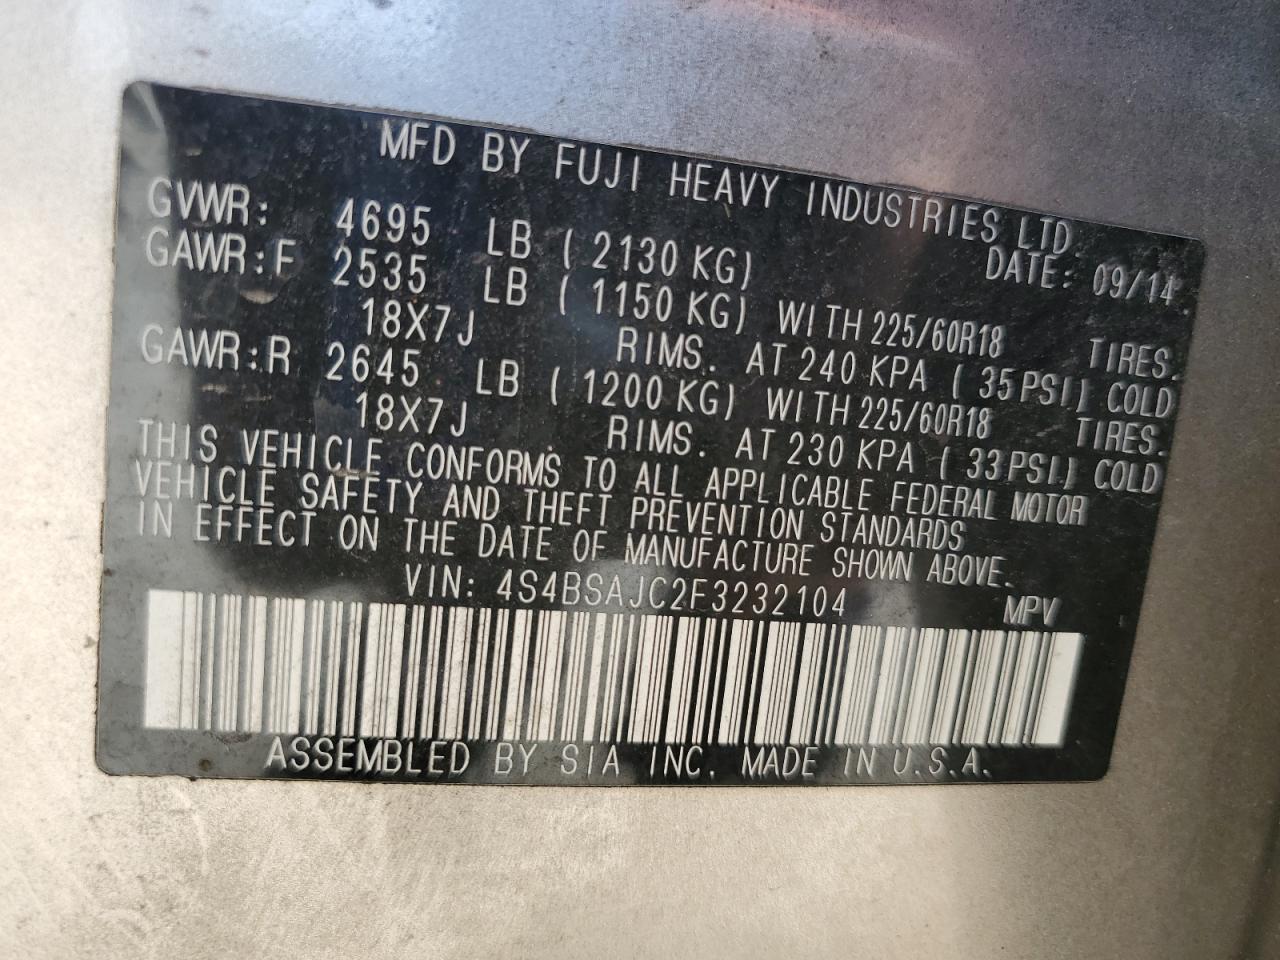 MFD BY FUJI HEAVY INDUSTRIES LTD.
DATE: 09/14
GVWR: 4695 LB ( 2130 KG)
GAWR:F 2535 LB ( 1150 KG) WITH 225/60R18 TIRES.
18X7J RIMS. AT 240 KPA ( 35PSI) COLD
GAWR:R 2645 LB ( 1200 KG) WITH 225/60R18 TIRES.
18X7J RIMS. AT 230 KPA ( 33PSI) COLD
THIS VEHICLE CONFORMS TO ALL APPLICABLE FEDERAL MOTOR
VEHICLE SAFETY AND THEFT PREVENTION STANDARDS
IN EFFECT ON THE DATE OF MANUFACTURE SHOWN ABOVE.
VIN: 4S4BSAJC2F3232104 MPV
ASSEMBLED BY SIA INC. MADE IN U.S.A.